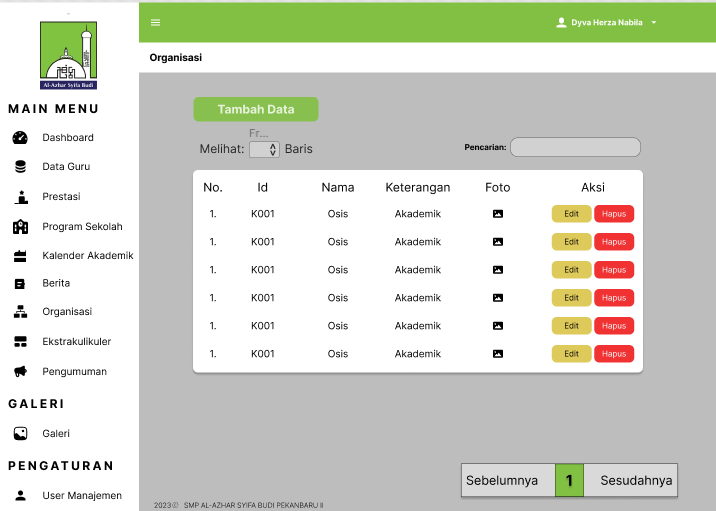 Dyva Herza Nabila
Organisasi
Al-Azhar Syifa Budi
MAIN MENU
Dashboard
Data Guru
Prestasi
Program Sekolah
Kalender Akademik
Berita
Organisasi
Ekstrakulikuler
Pengumuman
GALERI
Galeri
PENGATURAN
User Manajemen
Tambah Data
Fr...
Melihat: Baris
Pencarian:
No. Id Nama Keterangan Foto Aksi
1. K001 Osis Akademik Edit Hapus
1. K001 Osis Akademik Edit Hapus
1. K001 Osis Akademik Edit Hapus
1. K001 Osis Akademik Edit Hapus
1. K001 Osis Akademik Edit Hapus
1. K001 Osis Akademik Edit Hapus
Sebelumnya 1 Sesudahnya
2023© SMP AL-AZHAR SYIFA BUDI PEKANBARU II